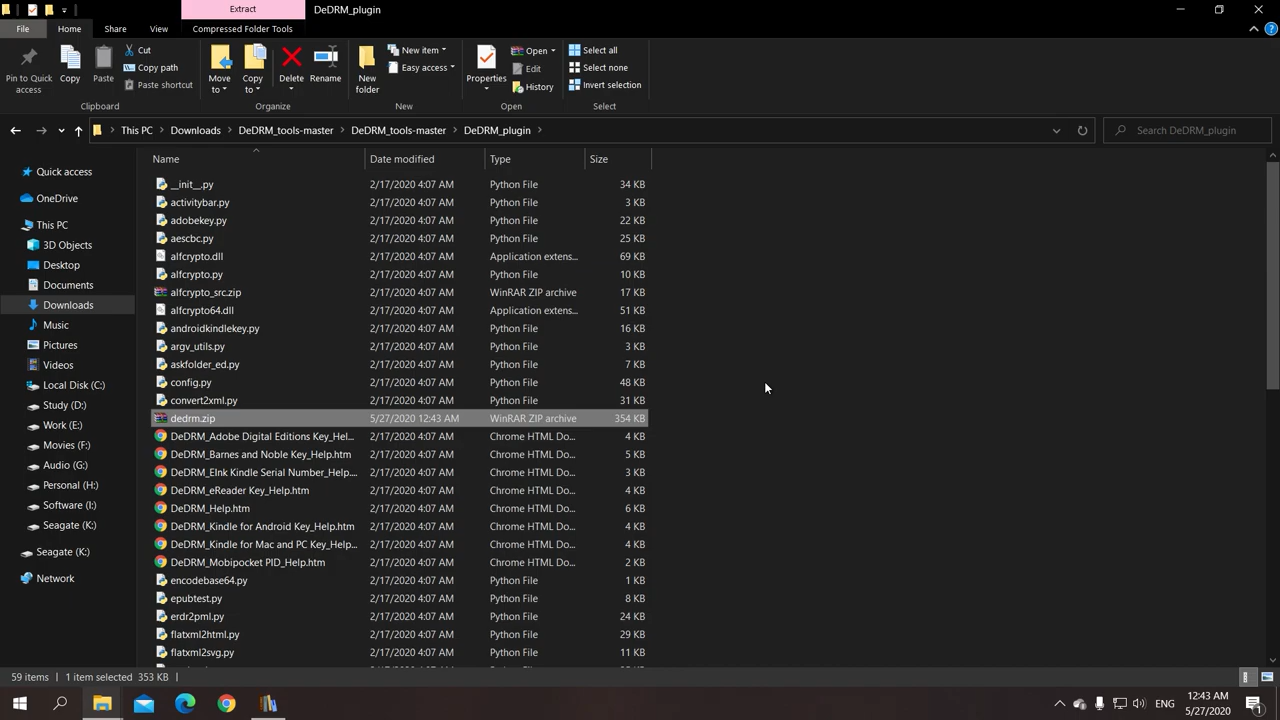 Extract
DeDRM_plugin
File
Home
Share
View
Compressed Folder Tools
Pin to Quick
access
Copy
Paste
Cut
Copy path
Paste shortcut
Clipboard
Move
to
Copy
to
Delete
Rename
Organize
New
folder
New item
Easy access
New
Properties
Open
Edit
History
Open
Select all
Select none
Invert selection
Select
This PC
Downloads
DeDRM_tools-master
DeDRM_tools-master
DeDRM_plugin
Search DeDRM_plugin
Quick access
OneDrive
This PC
3D Objects
Desktop
Documents
Downloads
Music
Pictures
Videos
Local Disk (C:)
Study (D:)
Work (E:)
Movies (F:)
Audio (G:)
Personal (H:)
Software (I:)
Seagate (K:)
Seagate (K:)
Network
Name Date modified Type Size
__init__.py 2/17/2020 4:07 AM Python File 34 KB
activitybar.py 2/17/2020 4:07 AM Python File 3 KB
adobekey.py 2/17/2020 4:07 AM Python File 22 KB
aescbc.py 2/17/2020 4:07 AM Python File 25 KB
alfcrypto.dll 2/17/2020 4:07 AM Application extens... 69 KB
alfcrypto.py 2/17/2020 4:07 AM Python File 10 KB
alfcrypto_src.zip 2/17/2020 4:07 AM WinRAR ZIP archive 17 KB
alfcrypto64.dll 2/17/2020 4:07 AM Application extens... 51 KB
androidkindlekey.py 2/17/2020 4:07 AM Python File 16 KB
argv_utils.py 2/17/2020 4:07 AM Python File 3 KB
askfolder_ed.py 2/17/2020 4:07 AM Python File 7 KB
config.py 2/17/2020 4:07 AM Python File 48 KB
convert2xml.py 2/17/2020 4:07 AM Python File 31 KB
dedrm.zip 5/27/2020 12:43 AM WinRAR ZIP archive 354 KB
DeDRM_Adobe Digital Editions Key_Hel... 2/17/2020 4:07 AM Chrome HTML Do... 4 KB
DeDRM_Barnes and Noble Key_Help.htm 2/17/2020 4:07 AM Chrome HTML Do... 5 KB
DeDRM_EInk Kindle Serial Number_Help.... 2/17/2020 4:07 AM Chrome HTML Do... 3 KB
DeDRM_eReader Key_Help.htm 2/17/2020 4:07 AM Chrome HTML Do... 4 KB
DeDRM_Help.htm 2/17/2020 4:07 AM Chrome HTML Do... 6 KB
DeDRM_Kindle for Android Key_Help.htm 2/17/2020 4:07 AM Chrome HTML Do... 4 KB
DeDRM_Kindle for Mac and PC Key_Help... 2/17/2020 4:07 AM Chrome HTML Do... 4 KB
DeDRM_Mobipocket PID_Help.htm 2/17/2020 4:07 AM Chrome HTML Do... 2 KB
encodebase64.py 2/17/2020 4:07 AM Python File 1 KB
epubtest.py 2/17/2020 4:07 AM Python File 8 KB
erdr2pml.py 2/17/2020 4:07 AM Python File 24 KB
flatxml2html.py 2/17/2020 4:07 AM Python File 29 KB
flatxml2svg.py 2/17/2020 4:07 AM Python File 11 KB
59 items 1 item selected 353 KB
ENG
12:43 AM
5/27/2020
1